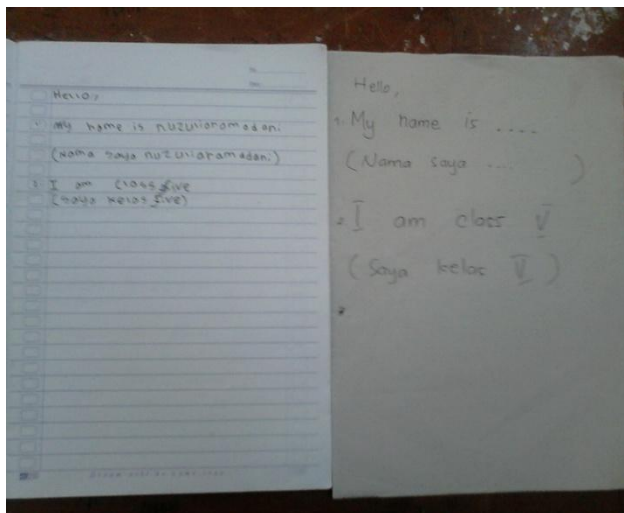 Hello,
1. My name is nuzuliaramadani
(Nama saya nuzuliaramadani)
2. I am class five
(saya kelas five)
Hello,
1. My name is ....
(Nama saya ... )
2. I am class V
(Saya kelas V)